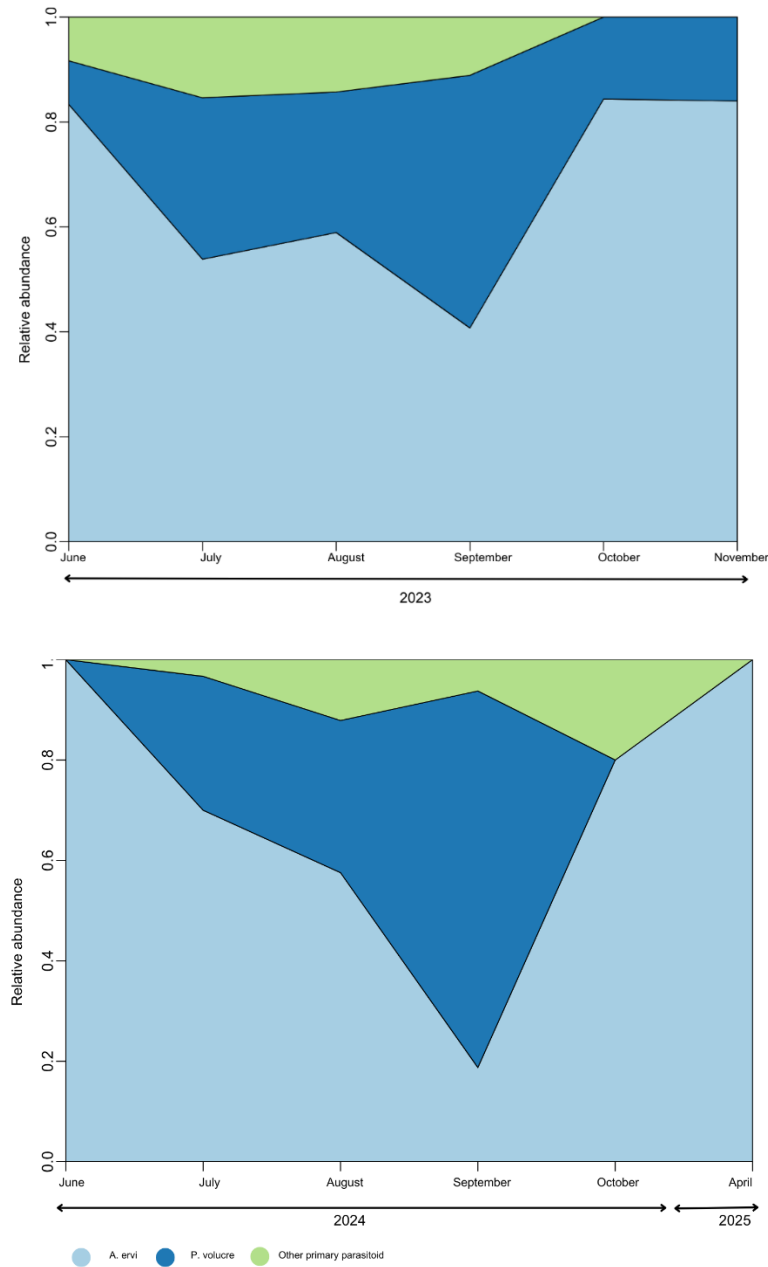 1.0
0.8
0.6
0.4
0.2
0.0
Relative abundance
June July August September October November
2023
1.
0.8
0.6
0.4
0.2
0.0
Relative abundance
June July August September October April
2024 2025
A. ervi P. volucre Other primary parasitoid